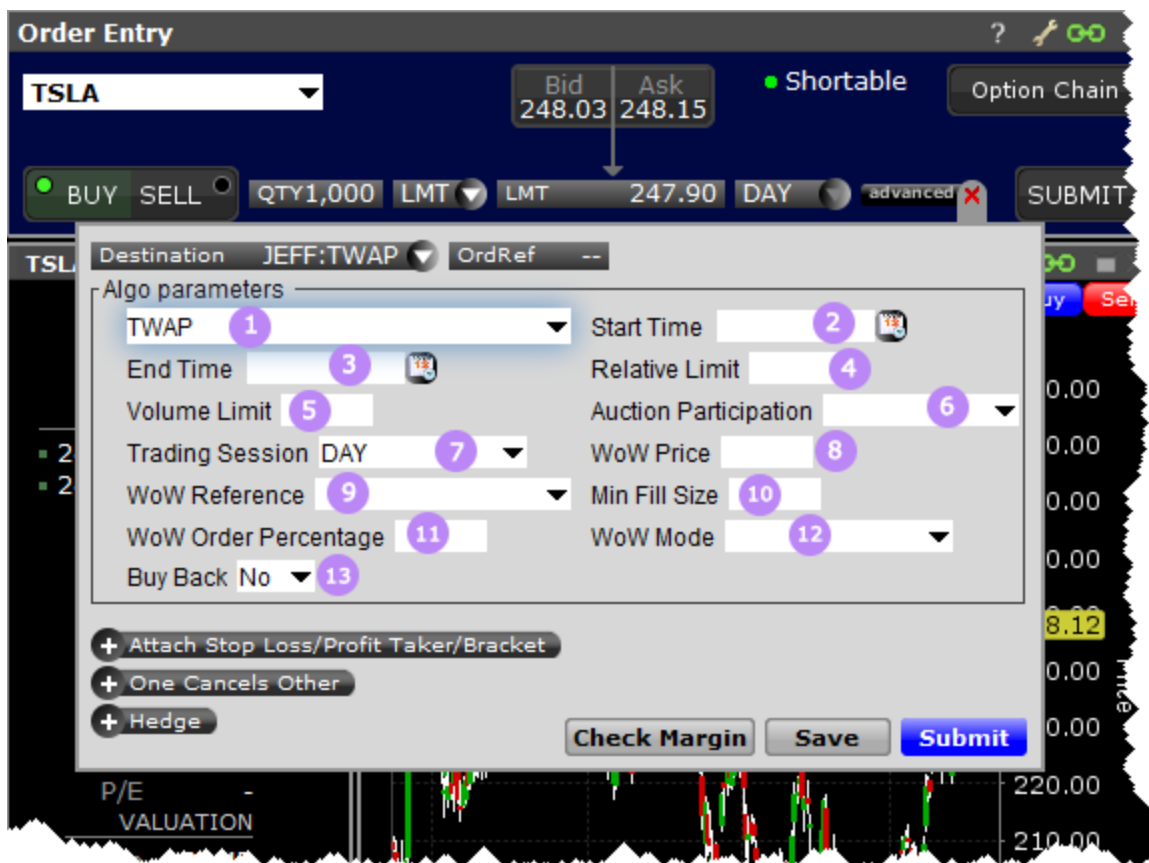 Order Entry ?
TSLA Bid Ask Shortable Option Chain
248.03 248.15
BUY SELL QTY 1,000 LMT LMT 247.90 DAY advanced SUBMIT
Destination JEFF:TWAP OrdRef --
TSL
Algo parameters
TWAP 1 Start Time 2
End Time 3 Relative Limit 4
Volume Limit 5 Auction Participation 6
Trading Session DAY 7 WoW Price 8
WoW Reference 9 Min Fill Size 10
WoW Order Percentage 11 WoW Mode 12
Buy Back No 13
+ Attach Stop Loss/Profit Taker/Bracket
+ One Cancels Other
+ Hedge
Check Margin Save Submit
0.00
0.00
0.00
0.00
8.12
0.00
0.00
220.00
210.00
P/E -
VALUATION